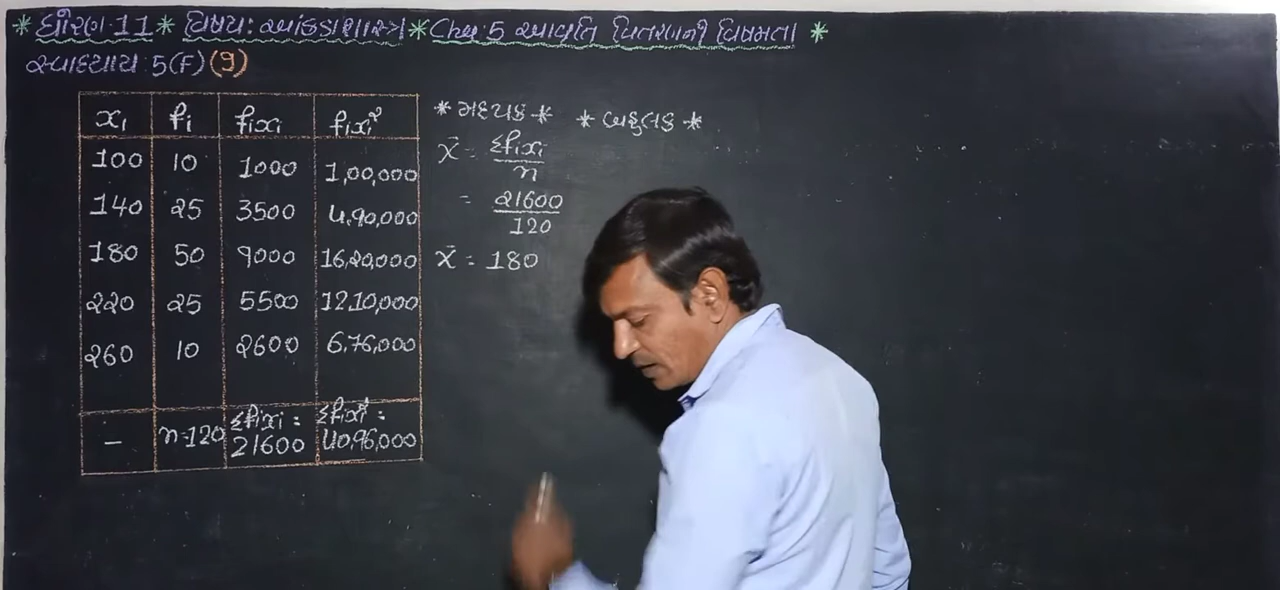 * ધોરણ: 11 * વિષય: આંકડાશાસ્ત્ર * Ch: 5 આવૃત્તિ વિતરણની વિષમતા *
સ્વાધ્યાય: 5(F) (9)
xi fi fixi fixi²
100 10 1000 1,00,000
140 25 3500 4,90,000
180 50 9000 16,20,000
220 25 5500 12,10,000
260 10 2600 6,76,000
- n=120 Σfixi = 21600 Σfixi² = 40,96,000
* મધ્યક *
x̄ = Σfixi / n
= 21600 / 120
x̄ = 180
* બહુલક *